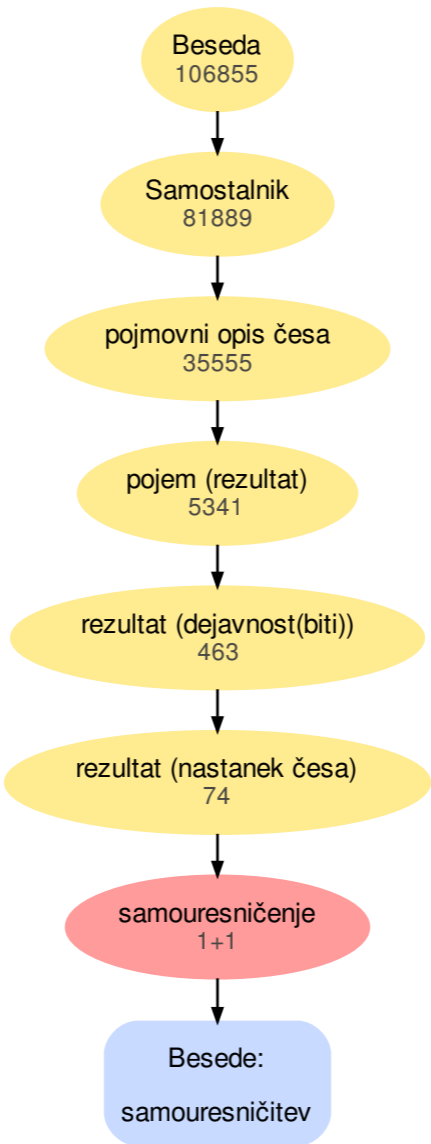 Beseda
106855
Samostalnik
81889
pojmovni opis česa
35555
pojem (rezultat)
5341
rezultat (dejavnost(biti))
463
rezultat (nastanek česa)
74
samouresničenje
1+1
Besede:
samouresničitev